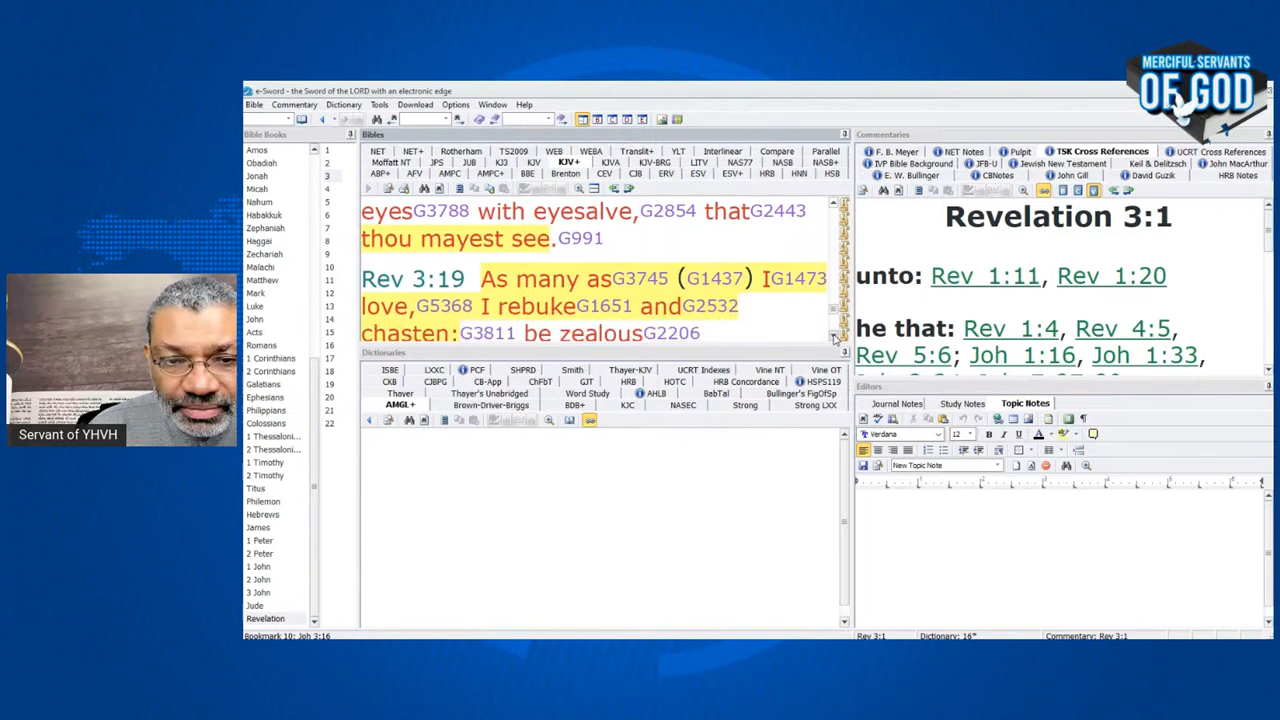 MERCIFUL SERVANTS
OF GOD
e-Sword - the Sword of the LORD with an electronic edge
Bible Commentary Dictionary Tools Download Options Window Help
Bible Books
Amos
Obadiah
Jonah
Micah
Nahum
Habakkuk
Zephaniah
Haggai
Zechariah
Malachi
Matthew
Mark
Luke
John
Acts
Romans
1 Corinthians
2 Corinthians
Galatians
Ephesians
Philippians
Colossians
1 Thessaloni...
2 Thessaloni...
1 Timothy
2 Timothy
Titus
Philemon
Hebrews
James
1 Peter
2 Peter
1 John
2 John
3 John
Jude
Revelation
1
2
3
4
5
6
7
8
9
10
11
12
13
14
15
16
17
18
19
20
21
22
Bibles
NET NET+ Rotherham TS2009 WEB WEBA Translit+ YLT Interlinear Compare Parallel
Moffatt NT JPS JUB KJ3 KJV KJV+ KJVA KJV-BRG LITV NAS77 NASB NASB+
ABP+ AMP AMPC AMPC+ BBE Brenton CEV CJB ERV ESV ESV+ HRB HNN HSB
eyesG3788 with eyesalve,G2854 thatG2443
thou mayest see.G991
Rev 3:19 As many asG3745 (G1437) IG1473
love,G5368 I rebukeG1651 andG2532
chasten:G3811 be zealousG2206
Dictionaries
ISBE LXXC PCF SHPRD Smith Thayer-KJV UCRT Indexes Vine NT Vine OT
CKB CJBPG CB-App ChFbT GJT HRB HOTC HRB Concordance HSPS119
Thayer Thayer's Unabridged Word Study AHLB BabTal Bullinger's FigOfSp
AMGL+ Brown-Driver-Briggs BDB+ KJC NASEC Strong Strong LXX
Commentaries
F. B. Meyer NET Notes Pulpit TSK Cross References UCRT Cross References
IVP Bible Background JFB-U Jewish New Testament Keil & Delitzsch John MacArthur
E. W. Bullinger CBNotes John Gill David Guzik HRB Notes
Revelation 3:1
unto: Rev 1:11, Rev 1:20
he that: Rev 1:4, Rev 4:5,
Rev 5:6; Joh 1:16, Joh 1:33,
Editors
Journal Notes Study Notes Topic Notes
Verdana 12 B I U A
New Topic Note
Servant of YHVH
Bookmark 10: Joh 3:16
Rev 3:1 Dictionary: 16* Commentary: Rev 3:1